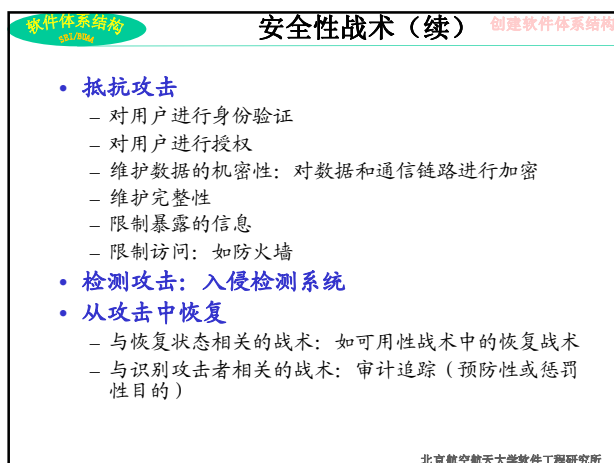 软件体系结构
SEI/BUAA
安全性战术（续）
创建软件体系结构
• 抵抗攻击
– 对用户进行身份验证
– 对用户进行授权
– 维护数据的机密性：对数据和通信链路进行加密
– 维护完整性
– 限制暴露的信息
– 限制访问：如防火墙
• 检测攻击：入侵检测系统
• 从攻击中恢复
– 与恢复状态相关的战术：如可用性战术中的恢复战术
– 与识别攻击者相关的战术：审计追踪（预防性或惩罚
性目的）
北京航空航天大学软件工程研究所